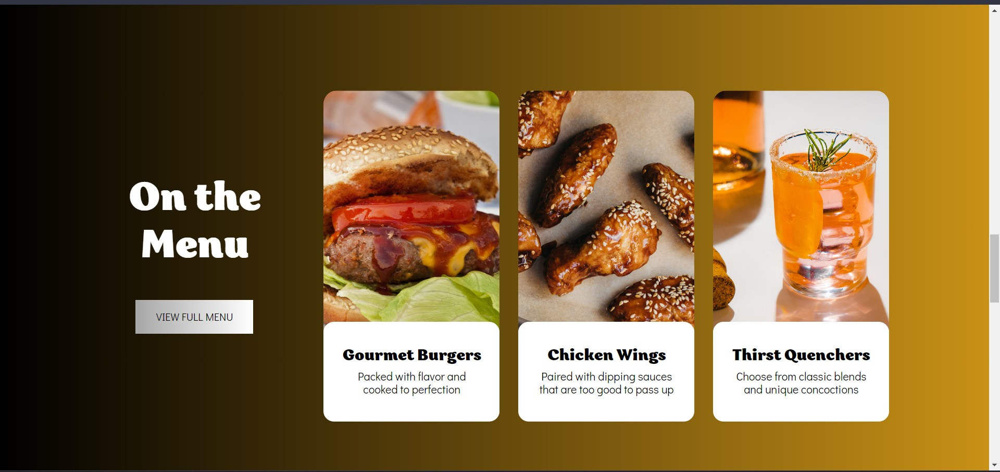 On the
Menu
VIEW FULL MENU
Gourmet Burgers
Packed with flavor and
cooked to perfection
Chicken Wings
Paired with dipping sauces
that are too good to pass up
Thirst Quenchers
Choose from classic blends
and unique concoctions